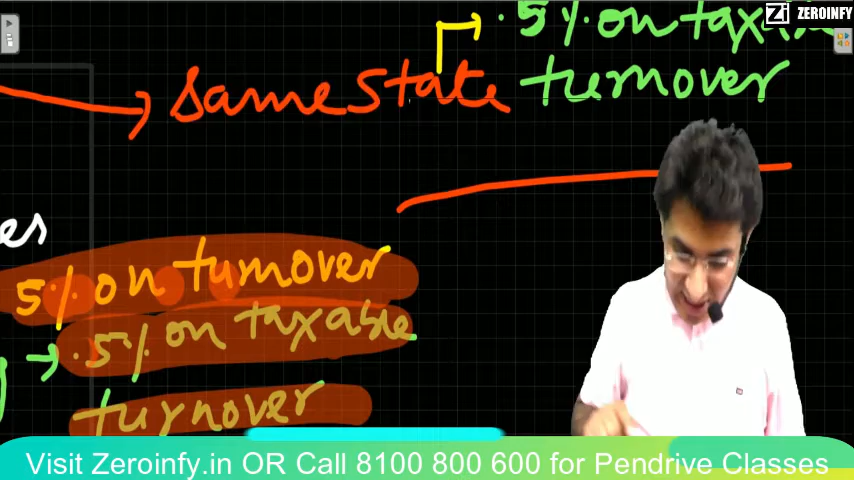 ZEROINFY
.5% on taxable
turnover
Same State
es
5% on turnover
→ .5% on taxable
turnover
Visit Zeroinfy.in OR Call 8100 800 600 for Pendrive Classes